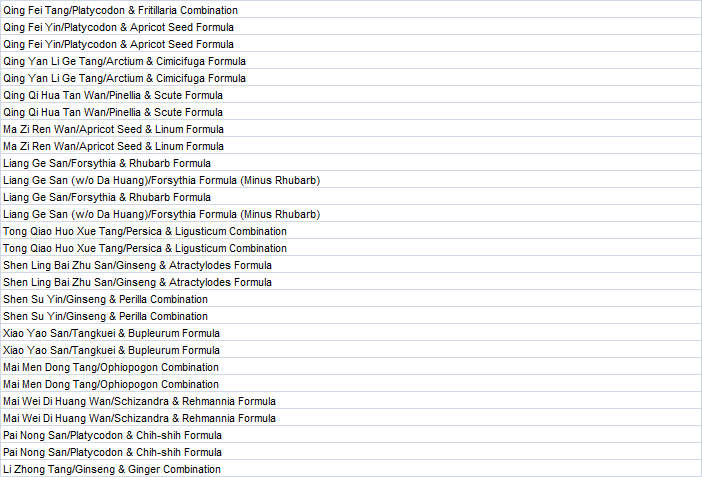 Qing Fei Tang/Platycodon & Fritillaria Combination
Qing Fei Yin/Platycodon & Apricot Seed Formula
Qing Fei Yin/Platycodon & Apricot Seed Formula
Qing Yan Li Ge Tang/Arctium & Cimicifuga Formula
Qing Yan Li Ge Tang/Arctium & Cimicifuga Formula
Qing Qi Hua Tan Wan/Pinellia & Scute Formula
Qing Qi Hua Tan Wan/Pinellia & Scute Formula
Ma Zi Ren Wan/Apricot Seed & Linum Formula
Ma Zi Ren Wan/Apricot Seed & Linum Formula
Liang Ge San/Forsythia & Rhubarb Formula
Liang Ge San (w/o Da Huang)/Forsythia Formula (Minus Rhubarb)
Liang Ge San/Forsythia & Rhubarb Formula
Liang Ge San (w/o Da Huang)/Forsythia Formula (Minus Rhubarb)
Tong Qiao Huo Xue Tang/Persica & Ligusticum Combination
Tong Qiao Huo Xue Tang/Persica & Ligusticum Combination
Shen Ling Bai Zhu San/Ginseng & Atractylodes Formula
Shen Ling Bai Zhu San/Ginseng & Atractylodes Formula
Shen Su Yin/Ginseng & Perilla Combination
Shen Su Yin/Ginseng & Perilla Combination
Xiao Yao San/Tangkuei & Bupleurum Formula
Xiao Yao San/Tangkuei & Bupleurum Formula
Mai Men Dong Tang/Ophiopogon Combination
Mai Men Dong Tang/Ophiopogon Combination
Mai Wei Di Huang Wan/Schizandra & Rehmannia Formula
Mai Wei Di Huang Wan/Schizandra & Rehmannia Formula
Pai Nong San/Platycodon & Chih-shih Formula
Pai Nong San/Platycodon & Chih-shih Formula
Li Zhong Tang/Ginseng & Ginger Combination